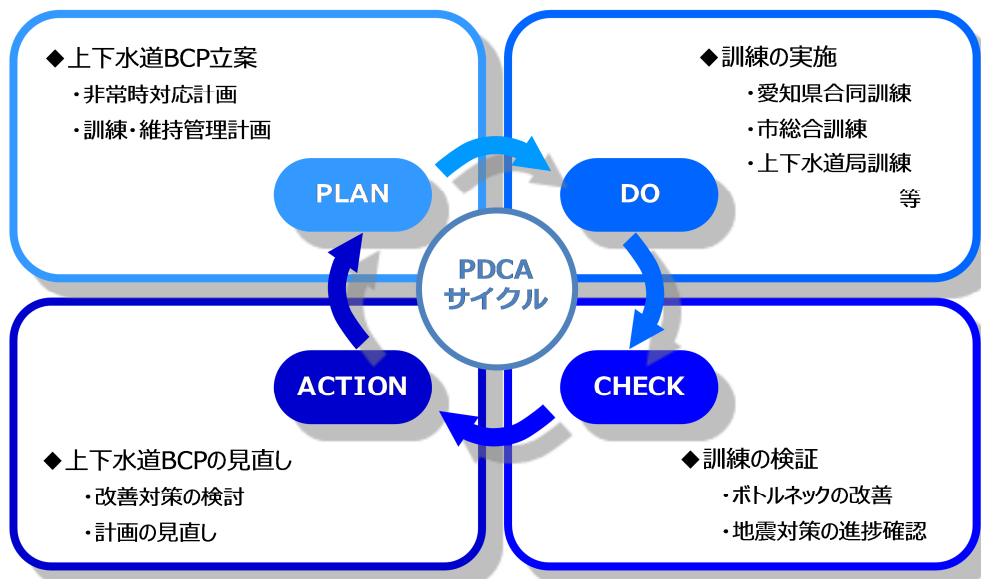 ◆上下水道BCP立案
・非常時対応計画
・訓練・維持管理計画
PLAN
◆訓練の実施
・愛知県合同訓練
・市総合訓練
・上下水道局訓練
等
DO
PDCA
サイクル
ACTION
◆上下水道BCPの見直し
・改善対策の検討
・計画の見直し
CHECK
◆訓練の検証
・ボトルネックの改善
・地震対策の進捗確認